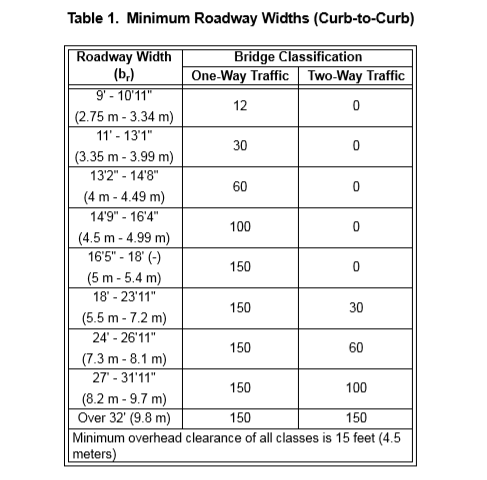 Table 1.  Minimum Roadway Widths (Curb-to-Curb)
Roadway Width (br) Bridge Classification
One-Way Traffic Two-Way Traffic
9' - 10'11" (2.75 m - 3.34 m) 12 0
11' - 13'1" (3.35 m - 3.99 m) 30 0
13'2" - 14'8" (4 m - 4.49 m) 60 0
14'9" - 16'4" (4.5 m - 4.99 m) 100 0
16'5" - 18' (-) (5 m - 5.4 m) 150 0
18' - 23'11" (5.5 m - 7.2 m) 150 30
24' - 26'11" (7.3 m - 8.1 m) 150 60
27' - 31'11" (8.2 m - 9.7 m) 150 100
Over 32' (9.8 m) 150 150
Minimum overhead clearance of all classes is 15 feet (4.5
meters)